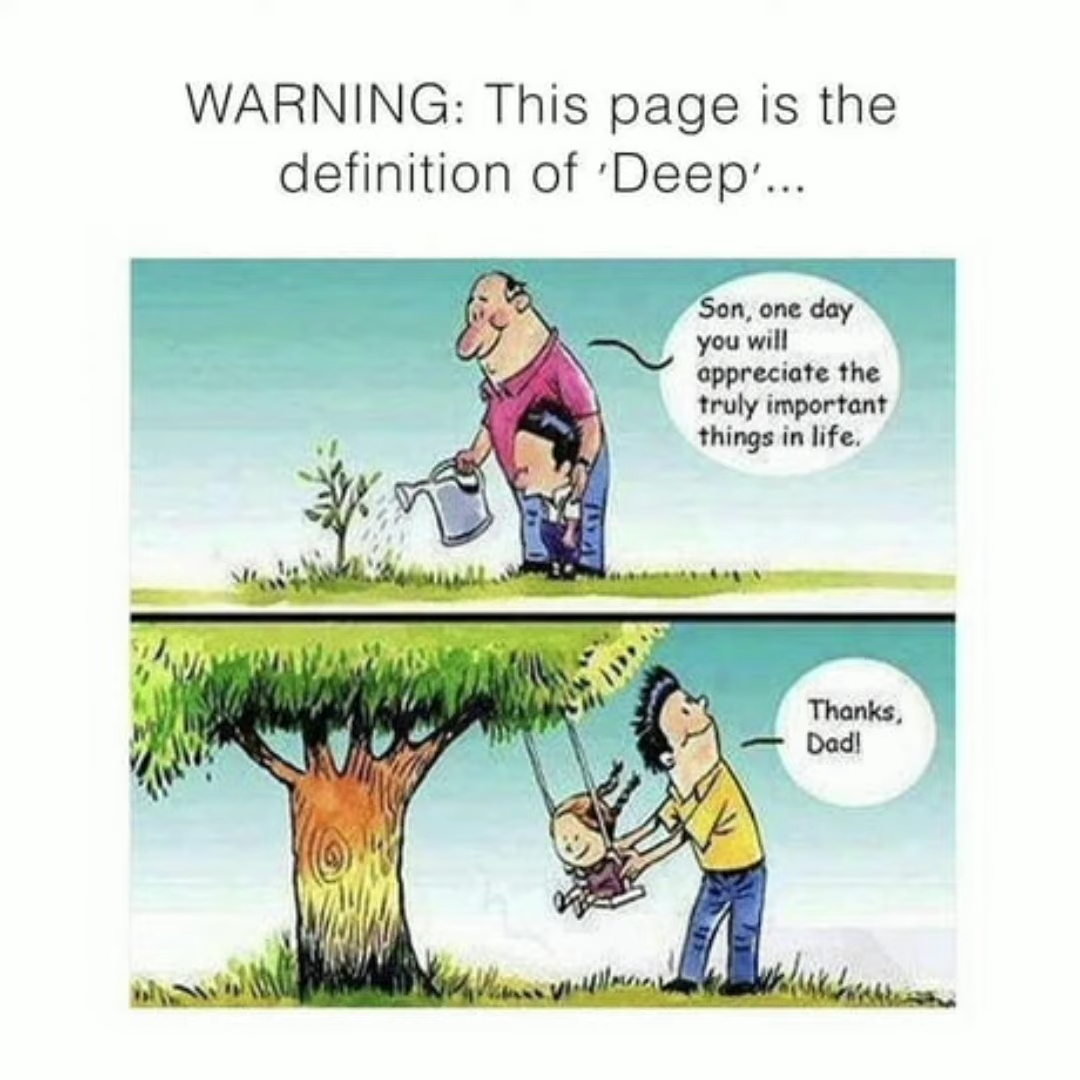 WARNING: This page is the
definition of 'Deep'...
Son, one day
you will
appreciate the
truly important
things in life.
Thanks,
Dad!